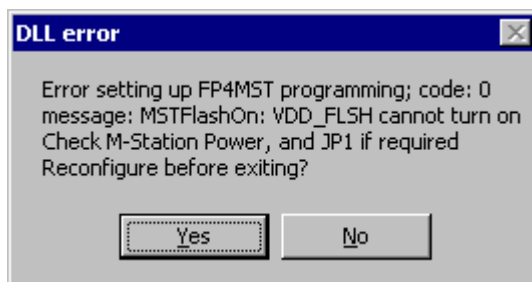 DLL error
Error setting up FP4MST programming; code: 0
message: MSTFlashOn: VDD_FLSH cannot turn on
Check M-Station Power, and JP1 if required
Reconfigure before exiting?
Yes
No